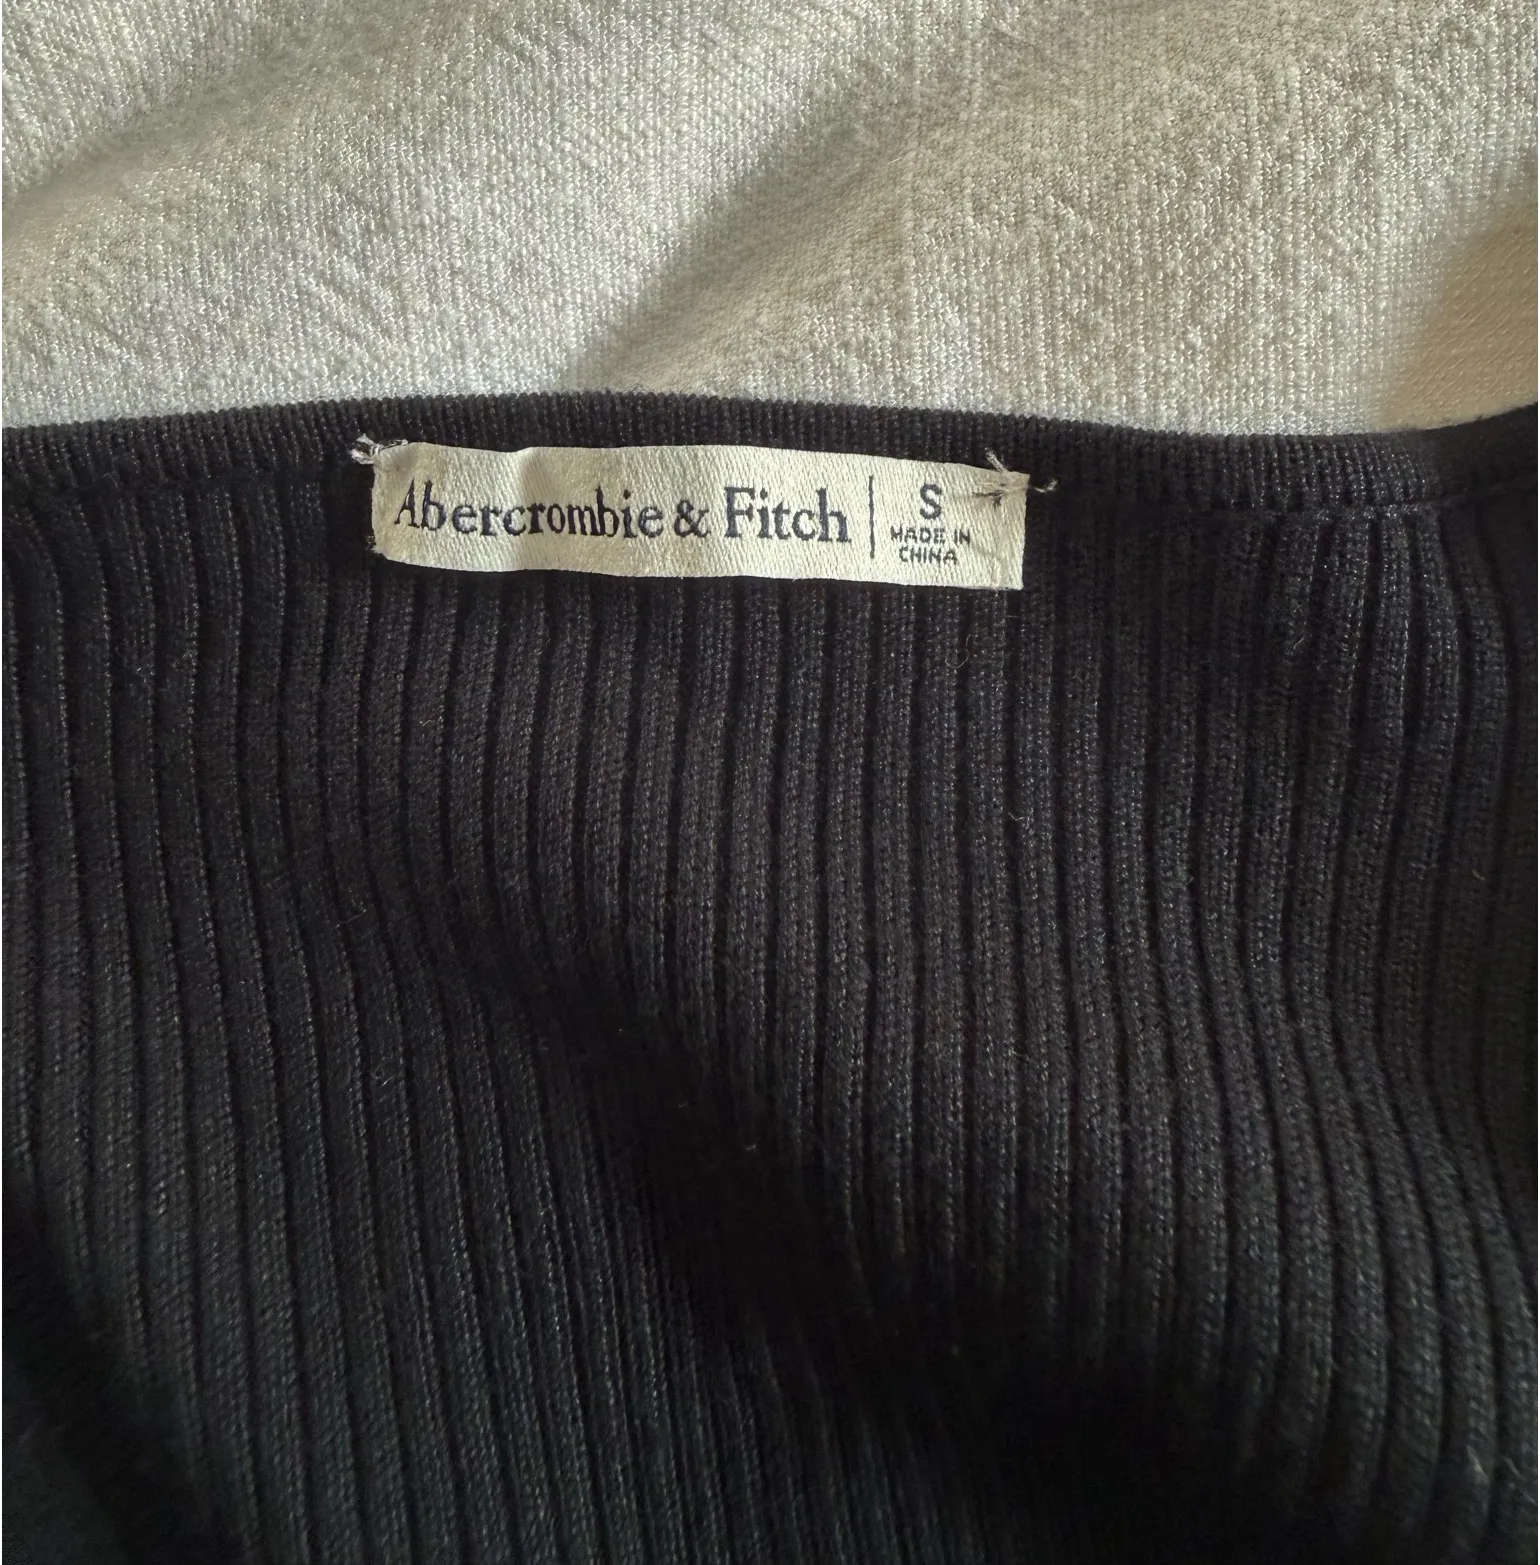 Abercrombie & Fitch | S
MADE IN
CHINA